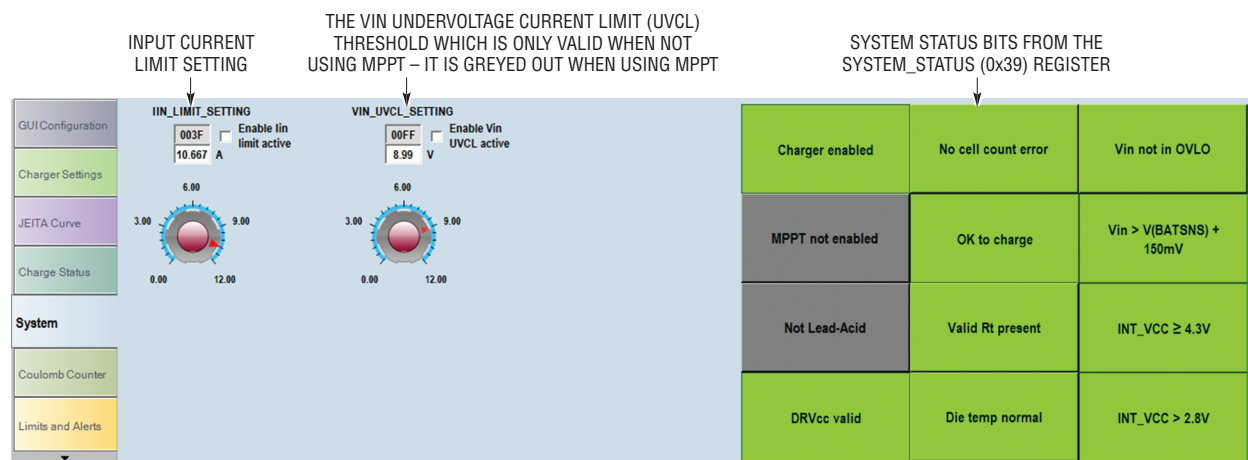 INPUT CURRENT
LIMIT SETTING
THE VIN UNDERVOLTAGE CURRENT LIMIT (UVCL)
THRESHOLD WHICH IS ONLY VALID WHEN NOT
USING MPPT – IT IS GREYED OUT WHEN USING MPPT
SYSTEM STATUS BITS FROM THE
SYSTEM_STATUS (0x39) REGISTER
GUI Configuration
Charger Settings
JEITA Curve
Charge Status
System
Coulomb Counter
Limits and Alerts
IIN_LIMIT_SETTING
003F
Enable Iin
limit active
10.667 A
6.00
3.00
9.00
0.00
12.00
VIN_UVCL_SETTING
00FF
Enable Vin
UVCL active
8.99 V
6.00
3.00
9.00
0.00
12.00
Charger enabled
No cell count error
Vin not in OVLO
MPPT not enabled
OK to charge
Vin > V(BATSNS) +
150mV
Not Lead-Acid
Valid Rt present
INT_VCC ≥ 4.3V
DRVcc valid
Die temp normal
INT_VCC > 2.8V